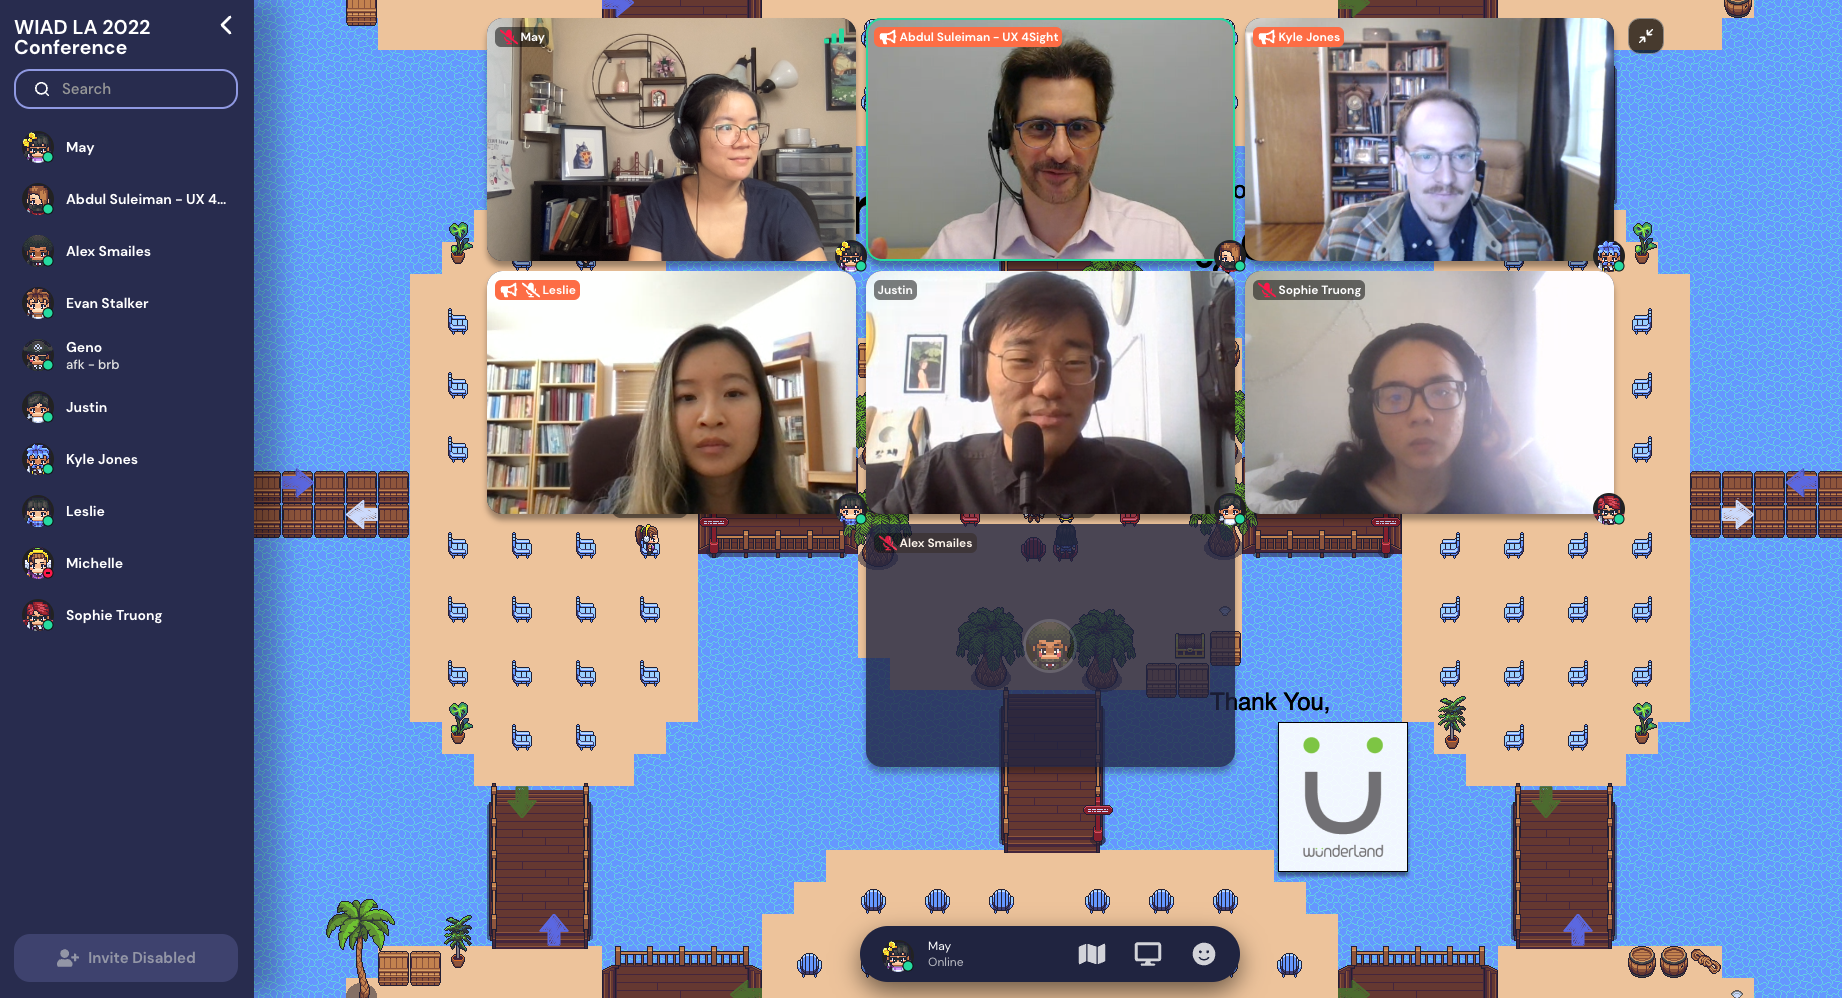 WIAD LA 2022
Conference
Search
May
Abdul Suleiman - UX 4...
Alex Smailes
Evan Stalker
Geno
afk - brb
Justin
Kyle Jones
Leslie
Michelle
Sophie Truong
Invite Disabled
May
Abdul Suleiman - UX 4Sight
Kyle Jones
Leslie
Justin
Sophie Truong
Alex Smailes
Thank You,
wünderland
May
Online